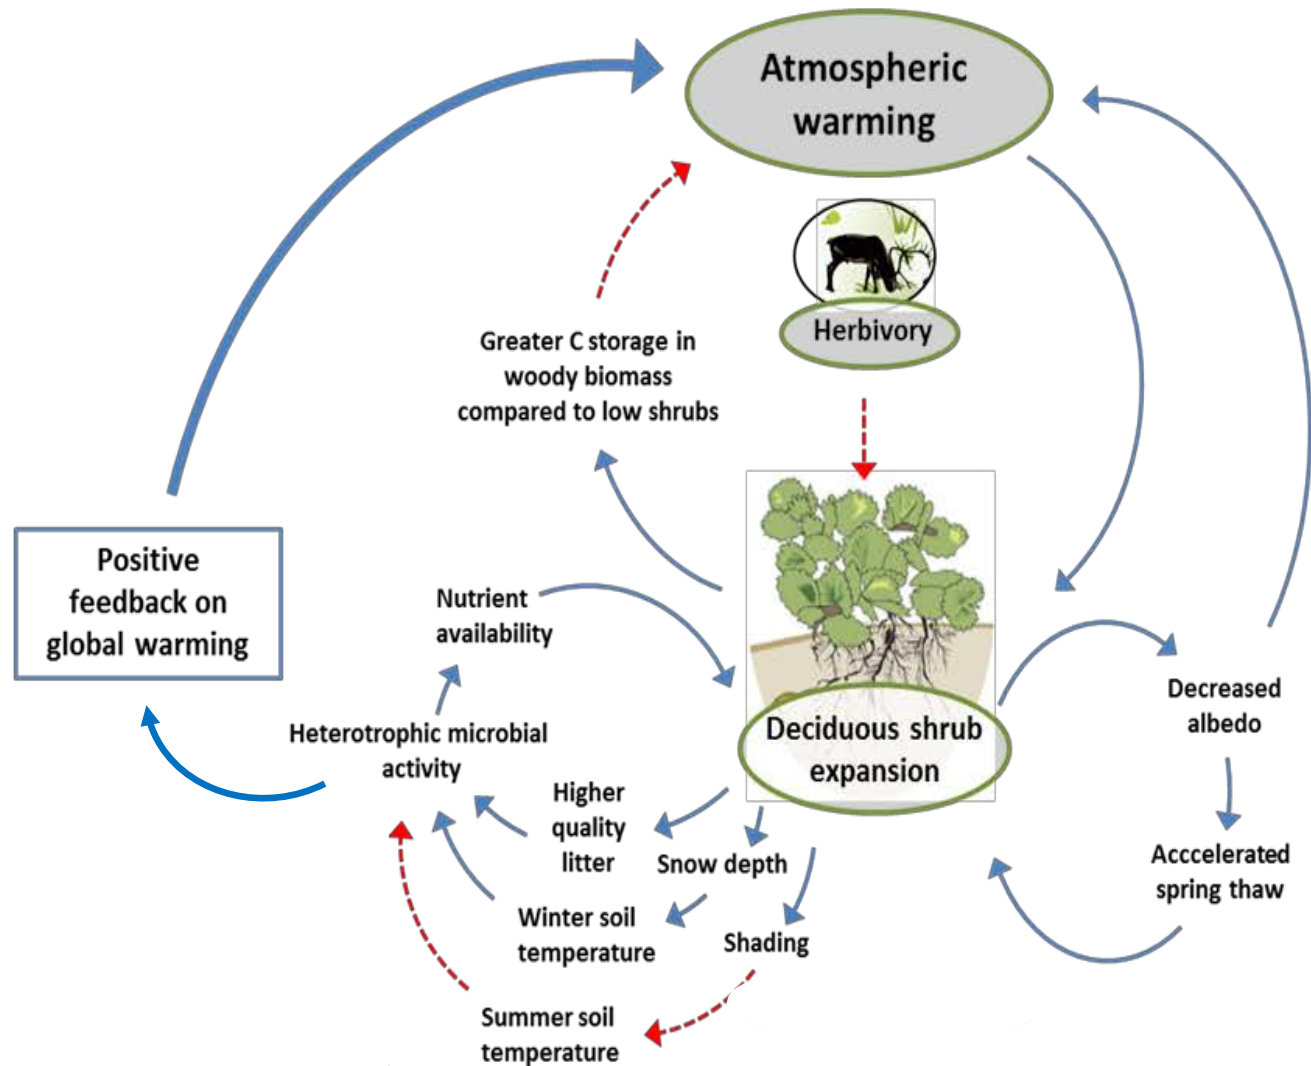 Atmospheric
warming
Herbivory
Greater C storage in
woody biomass
compared to low shrubs
Positive
feedback on
global warming
Nutrient
availability
Heterotrophic microbial
activity
Deciduous shrub
expansion
Decreased
albedo
Acccelerated
spring thaw
Higher
quality
litter
Snow depth
Winter soil
temperature
Shading
Summer soil
temperature